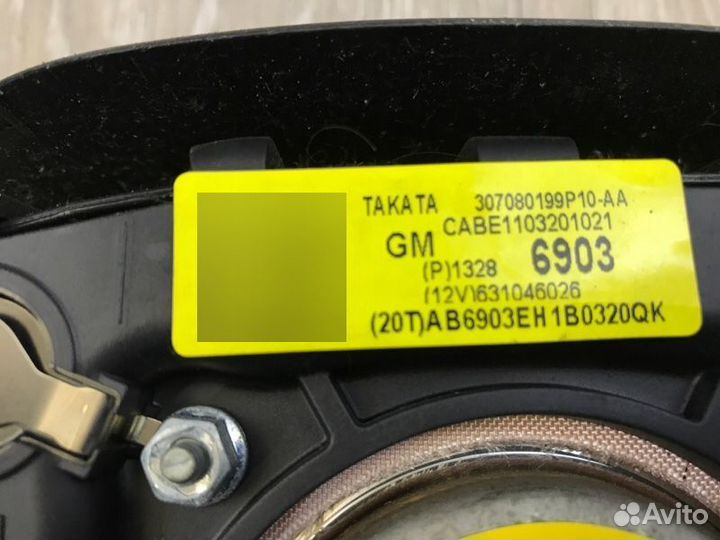 TAKATA 307080199P10-AA
CABE1103201021
GM
(P)1328 6903
(12V)631046026
(20T)AB6903EH1B0320QK
Avito